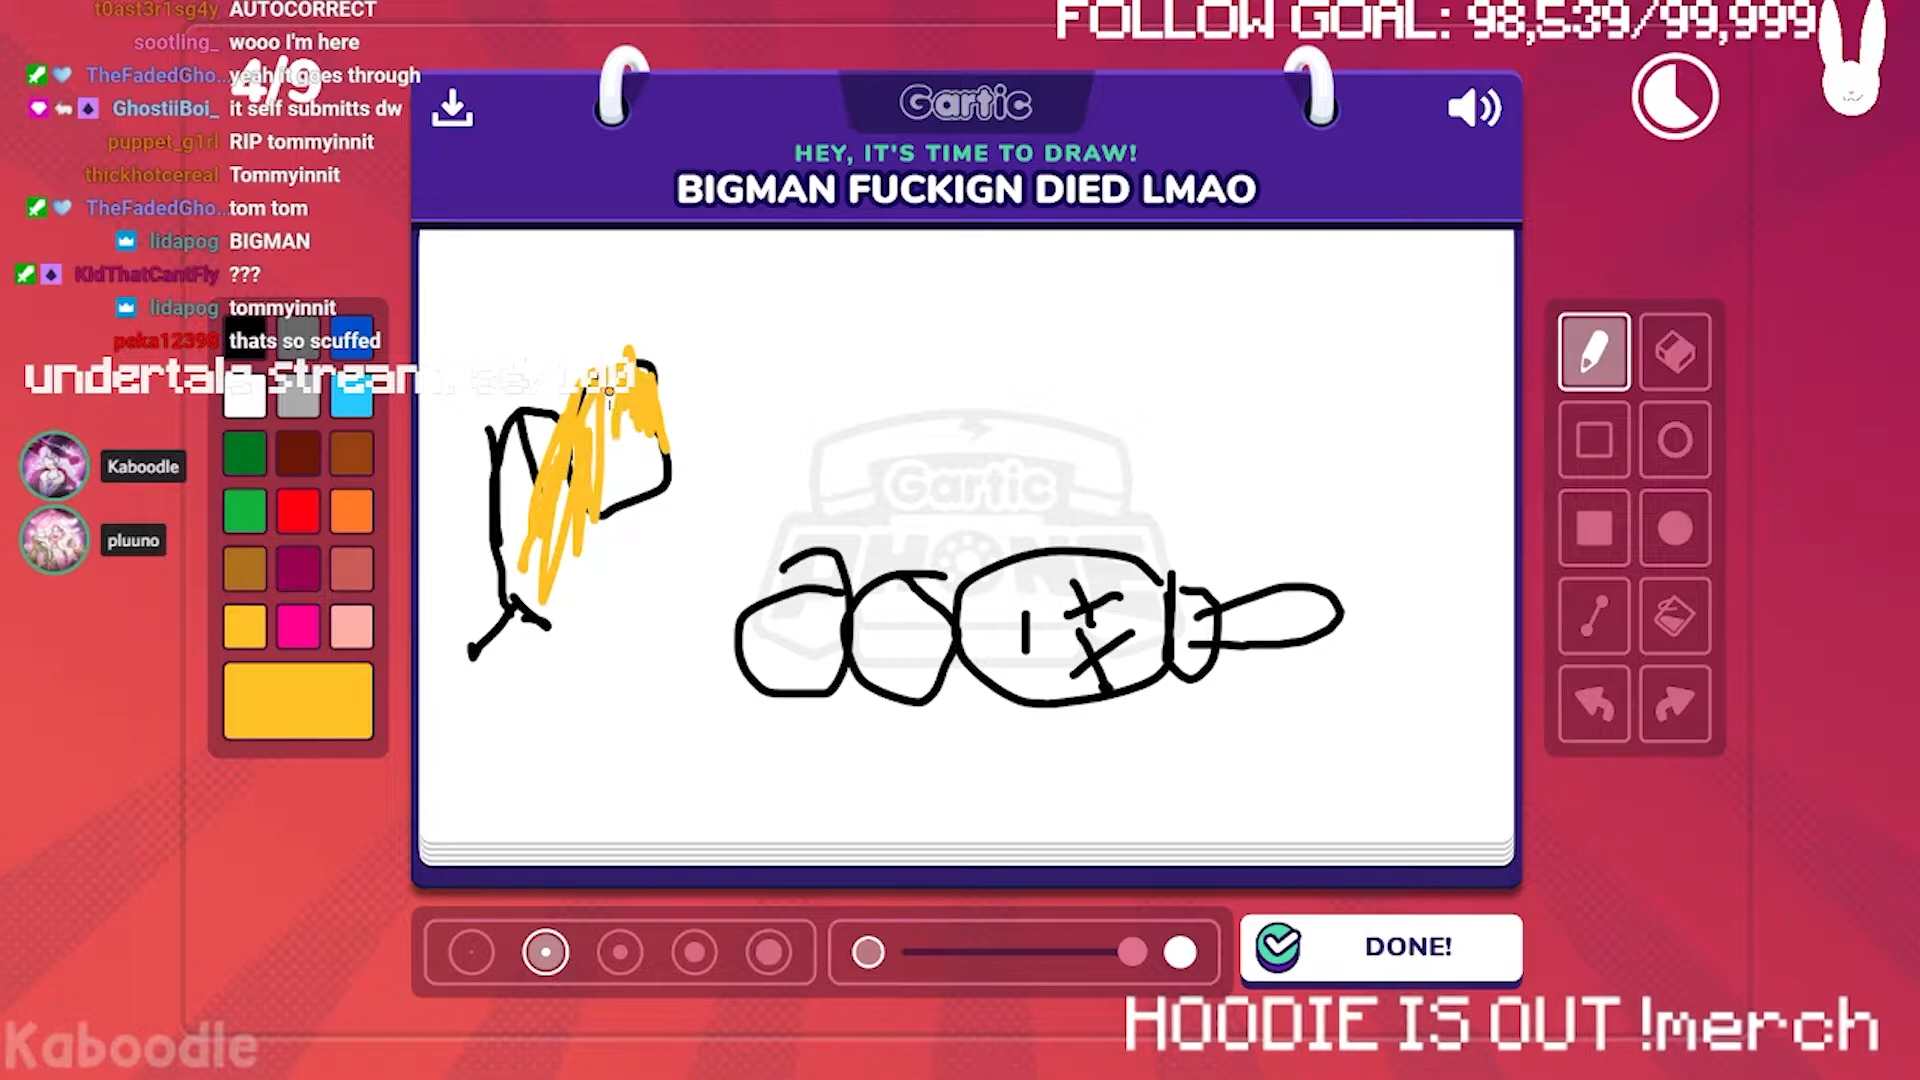 t0ast3r1sg4y AUTOCORRECT
sootling_ wooo I'm here
TheFadedGho... yeah it goes through
4/9
GhostiiBoi_ it self submitts dw
puppet_g1rl RIP tommyinnit
thickhotcereal Tommyinnit
TheFadedGho... tom tom
lidapog BIGMAN
KidThatCantFly ???
lidapog tommyinnit
peka12398 thats so scuffed
undertale stream
Kaboodle
pluuno
FOLLOW GOAL: 98,539/99,999
Gartic
HEY, IT'S TIME TO DRAW!
BIGMAN FUCKIGN DIED LMAO
Gartic
PHONE
DONE!
HOODIE IS OUT !merch
Kaboodle